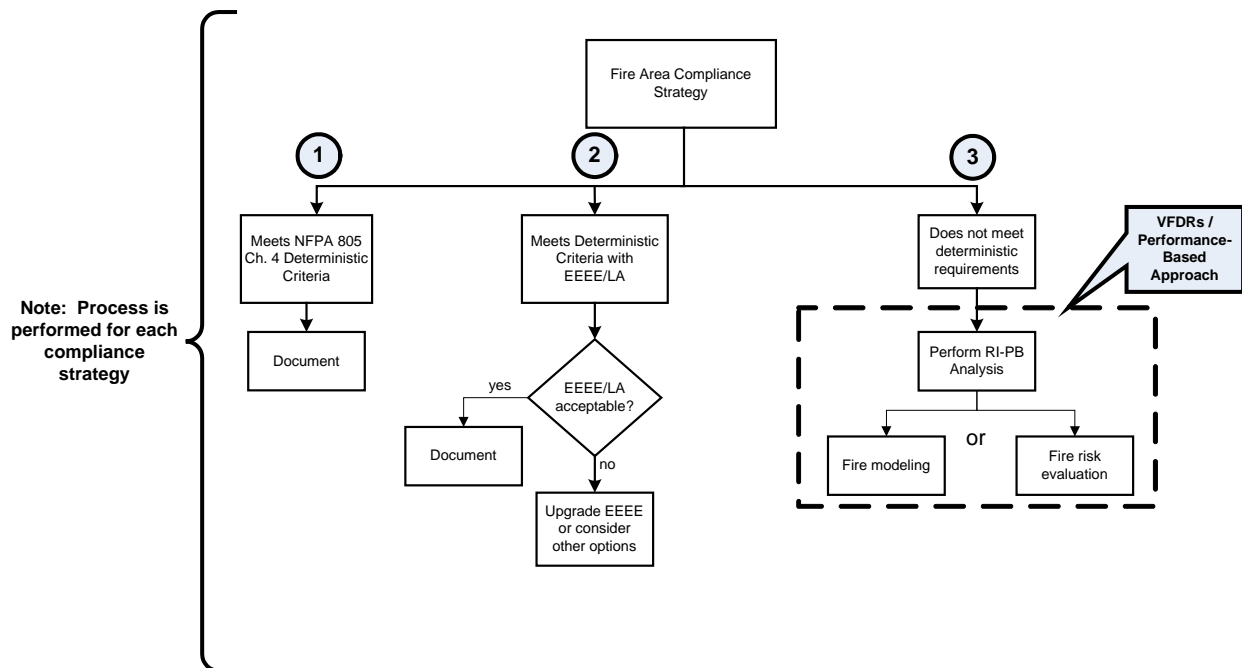 Fire Area Compliance
Strategy
1
2
3
Meets NFPA 805
Ch. 4 Deterministic
Criteria
Meets Deterministic
Criteria with
EEEE/LA
Does not meet
deterministic
requirements
VFDRs /
Performance-
Based
Approach
Note:  Process is
performed for each
compliance
strategy
Document
EEEE/LA
acceptable?
yes
Document
no
Upgrade EEEE
or consider
other options
Perform RI-PB
Analysis
or
Fire modeling
Fire risk
evaluation